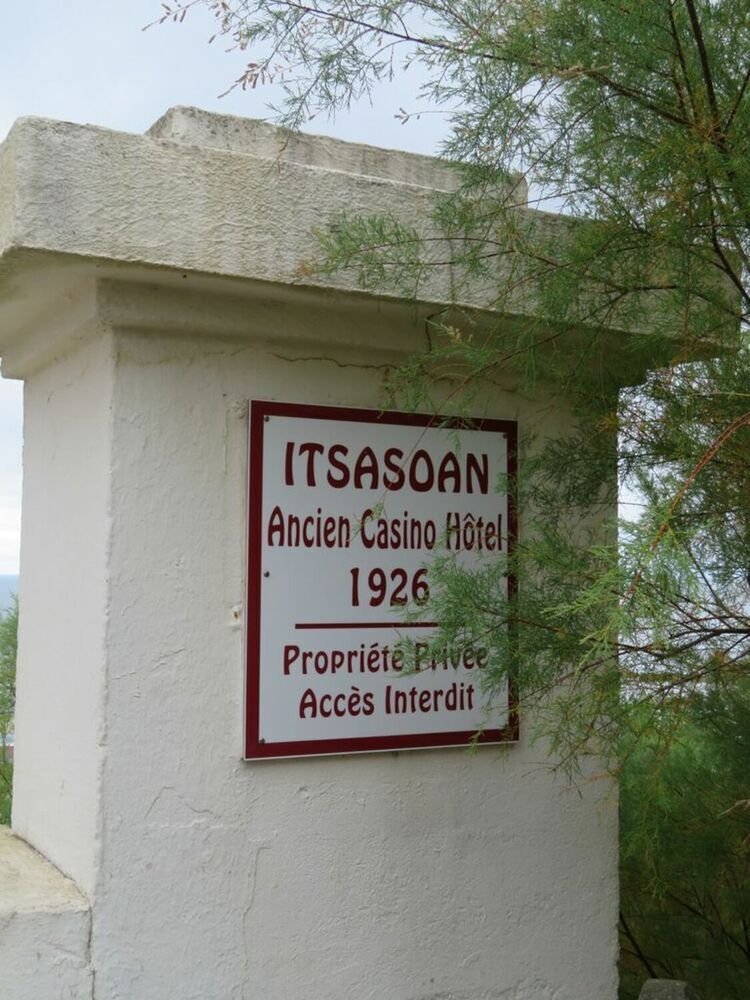 ITSASOAN
Ancien Casino Hôtel
1926
Propriété Privée
Accès Interdit